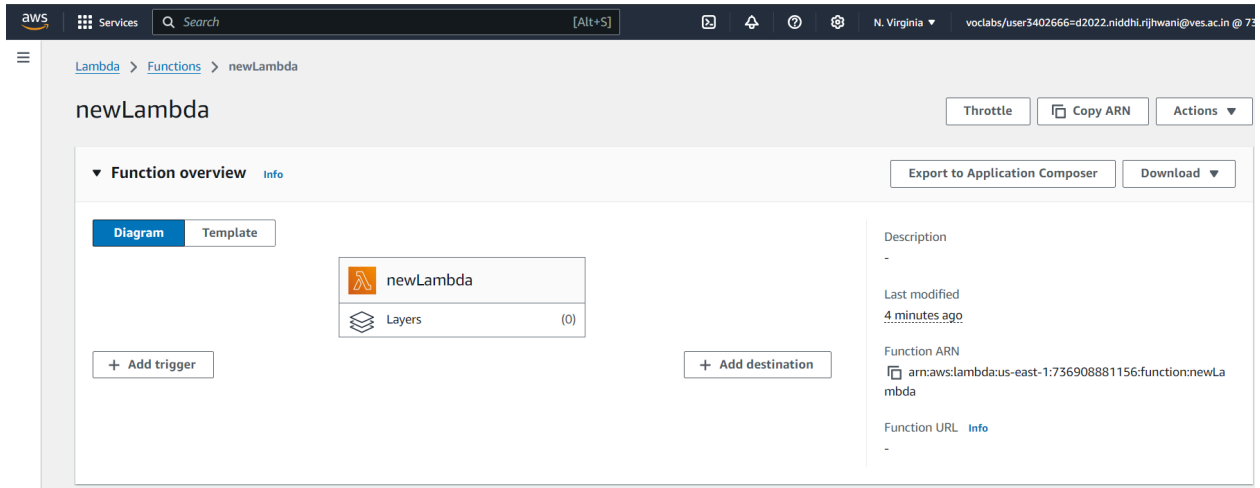 aws Services Search [Alt+S] N. Virginia ▼ voclabs/user3402666=d2022.niddhi.rijhwani@ves.ac.in @ 73
Lambda > Functions > newLambda
newLambda
Throttle Copy ARN Actions ▼
▼ Function overview Info
Export to Application Composer Download ▼
Diagram Template
newLambda
Layers (0)
+ Add trigger
+ Add destination
Description
-
Last modified
4 minutes ago
Function ARN
arn:aws:lambda:us-east-1:736908881156:function:newLa
mbda
Function URL Info
-